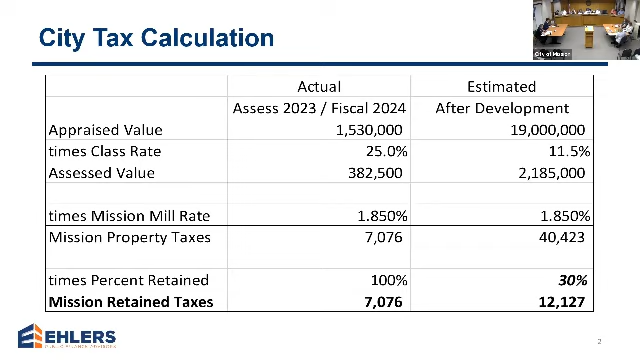 City Tax Calculation
City of Mission
Actual Estimated
Assess 2023 / Fiscal 2024 After Development
Appraised Value 1,530,000 19,000,000
times Class Rate 25.0% 11.5%
Assessed Value 382,500 2,185,000
times Mission Mill Rate 1.850% 1.850%
Mission Property Taxes 7,076 40,423
times Percent Retained 100% 30%
Mission Retained Taxes 7,076 12,127
EHLERS
PUBLIC FINANCE ADVISORS
2